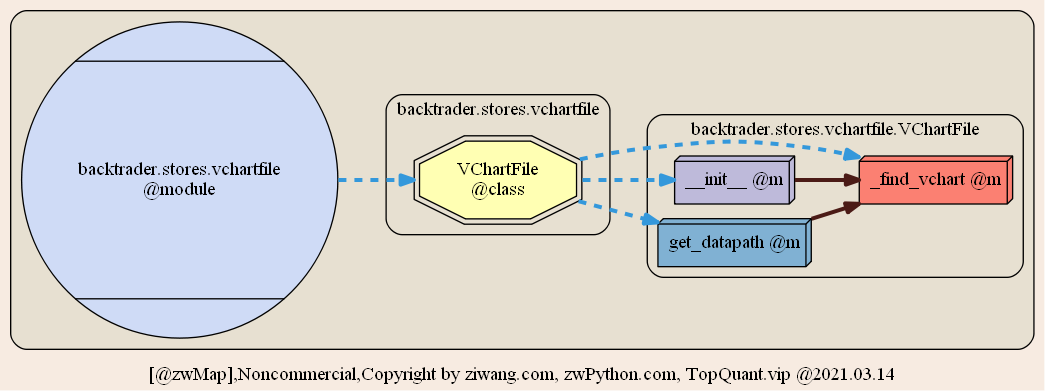 backtrader.stores.vchartfile
@module
backtrader.stores.vchartfile
VChartFile
@class
backtrader.stores.vchartfile.VChartFile
__init__ @m
_find_vchart @m
get_datapath @m
[@zwMap],Noncommercial,Copyright by ziwang.com, zwPython.com, TopQuant.vip @2021.03.14